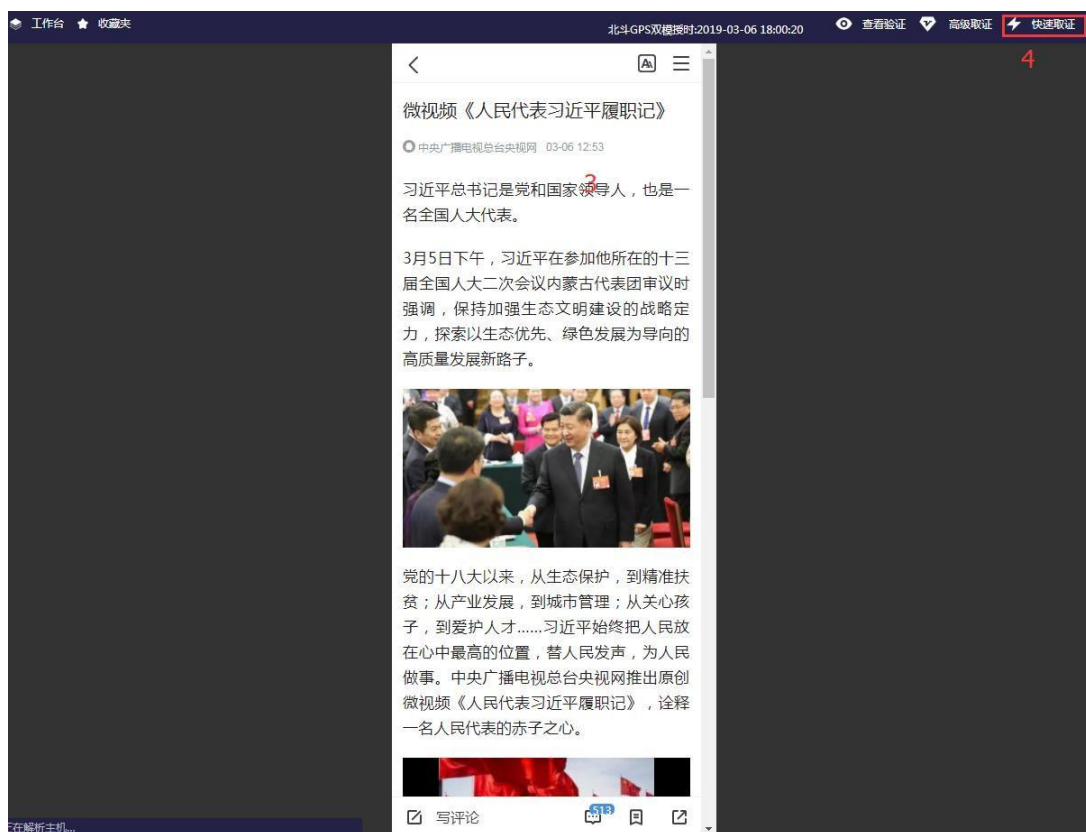 工作台 收藏夹 北斗GPS双模授时:2019-03-06 18:00:20 查看验证 高级取证 快速取证
4
微视频《人民代表习近平履职记》
中央广播电视总台央视网 03-06 12:53
3
习近平总书记是党和国家领导人，也是一
名全国人大代表。
3月5日下午，习近平在参加他所在的十三
届全国人大二次会议内蒙古代表团审议时
强调，保持加强生态文明建设的战略定
力，探索以生态优先、绿色发展为导向的
高质量发展新路子。
党的十八大以来，从生态保护，到精准扶
贫；从产业发展，到城市管理；从关心孩
子，到爱护人才......习近平始终把人民放
在心中最高的位置，替人民发声，为人民
做事。中央广播电视总台央视网推出原创
微视频《人民代表习近平履职记》，诠释
一名人民代表的赤子之心。
写评论 513
正在解析主机...